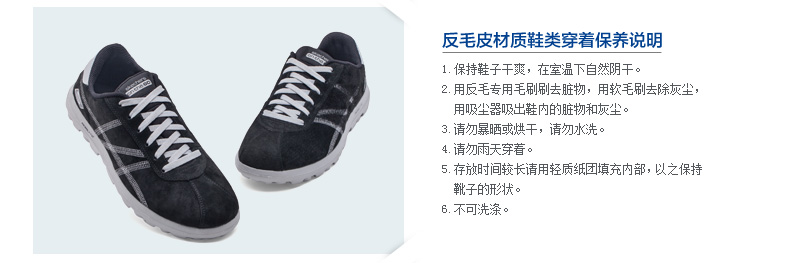 反毛皮材质鞋类穿着保养说明
1.保持鞋子干爽，在室温下自然阴干。
2.用反毛专用毛刷刷去脏物，用软毛刷去除灰尘，
用吸尘器吸出鞋内的脏物和灰尘。
3.请勿暴晒或烘干，请勿水洗。
4.请勿雨天穿着。
5.存放时间较长请用轻质纸团填充内部，以之保持
靴子的形状。
6.不可洗涤。